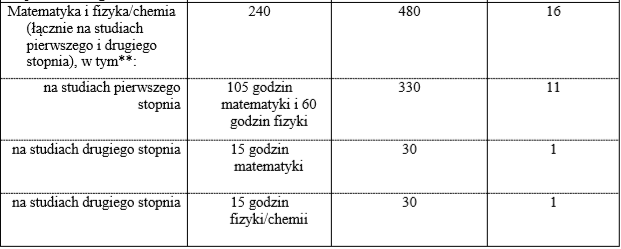 Matematyka i fizyka/chemia 240 480 16
(łącznie na studiach
pierwszego i drugiego
stopnia), w tym**:
na studiach pierwszego 105 godzin 330 11
stopnia matematyki i 60
godzin fizyki
na studiach drugiego stopnia 15 godzin 30 1
matematyki
na studiach drugiego stopnia 15 godzin 30 1
fizyki/chemii